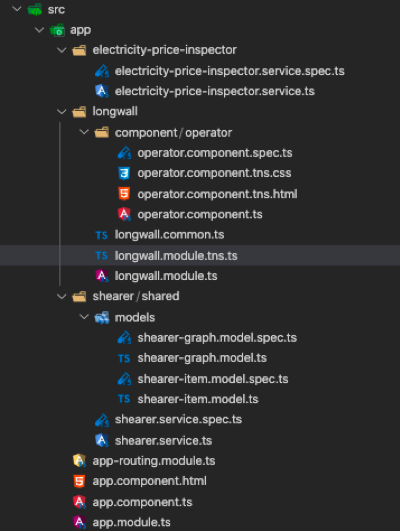 src
app
electricity-price-inspector
electricity-price-inspector.service.spec.ts
electricity-price-inspector.service.ts
longwall
component/operator
operator.component.spec.ts
operator.component.tns.css
operator.component.tns.html
operator.component.ts
TS longwall.common.ts
TS longwall.module.tns.ts
longwall.module.ts
shearer/shared
models
shearer-graph.model.spec.ts
TS shearer-graph.model.ts
shearer-item.model.spec.ts
TS shearer-item.model.ts
shearer.service.spec.ts
shearer.service.ts
app-routing.module.ts
app.component.html
app.component.ts
app.module.ts